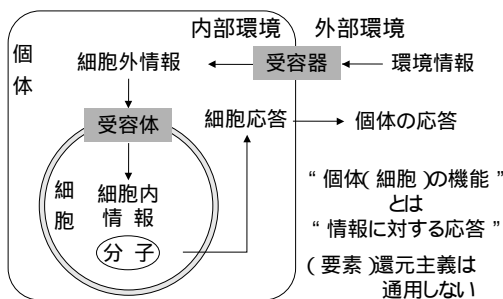 内部環境 外部環境
個体
細胞外情報
受容器
環境情報
受容体
細胞応答
個体の応答
細胞
細胞内
情 報
分 子
“ 個体( 細胞 )の機能 ”
とは
“ 情報に対する応答 ”
( 要素 )還元主義は
通用しない